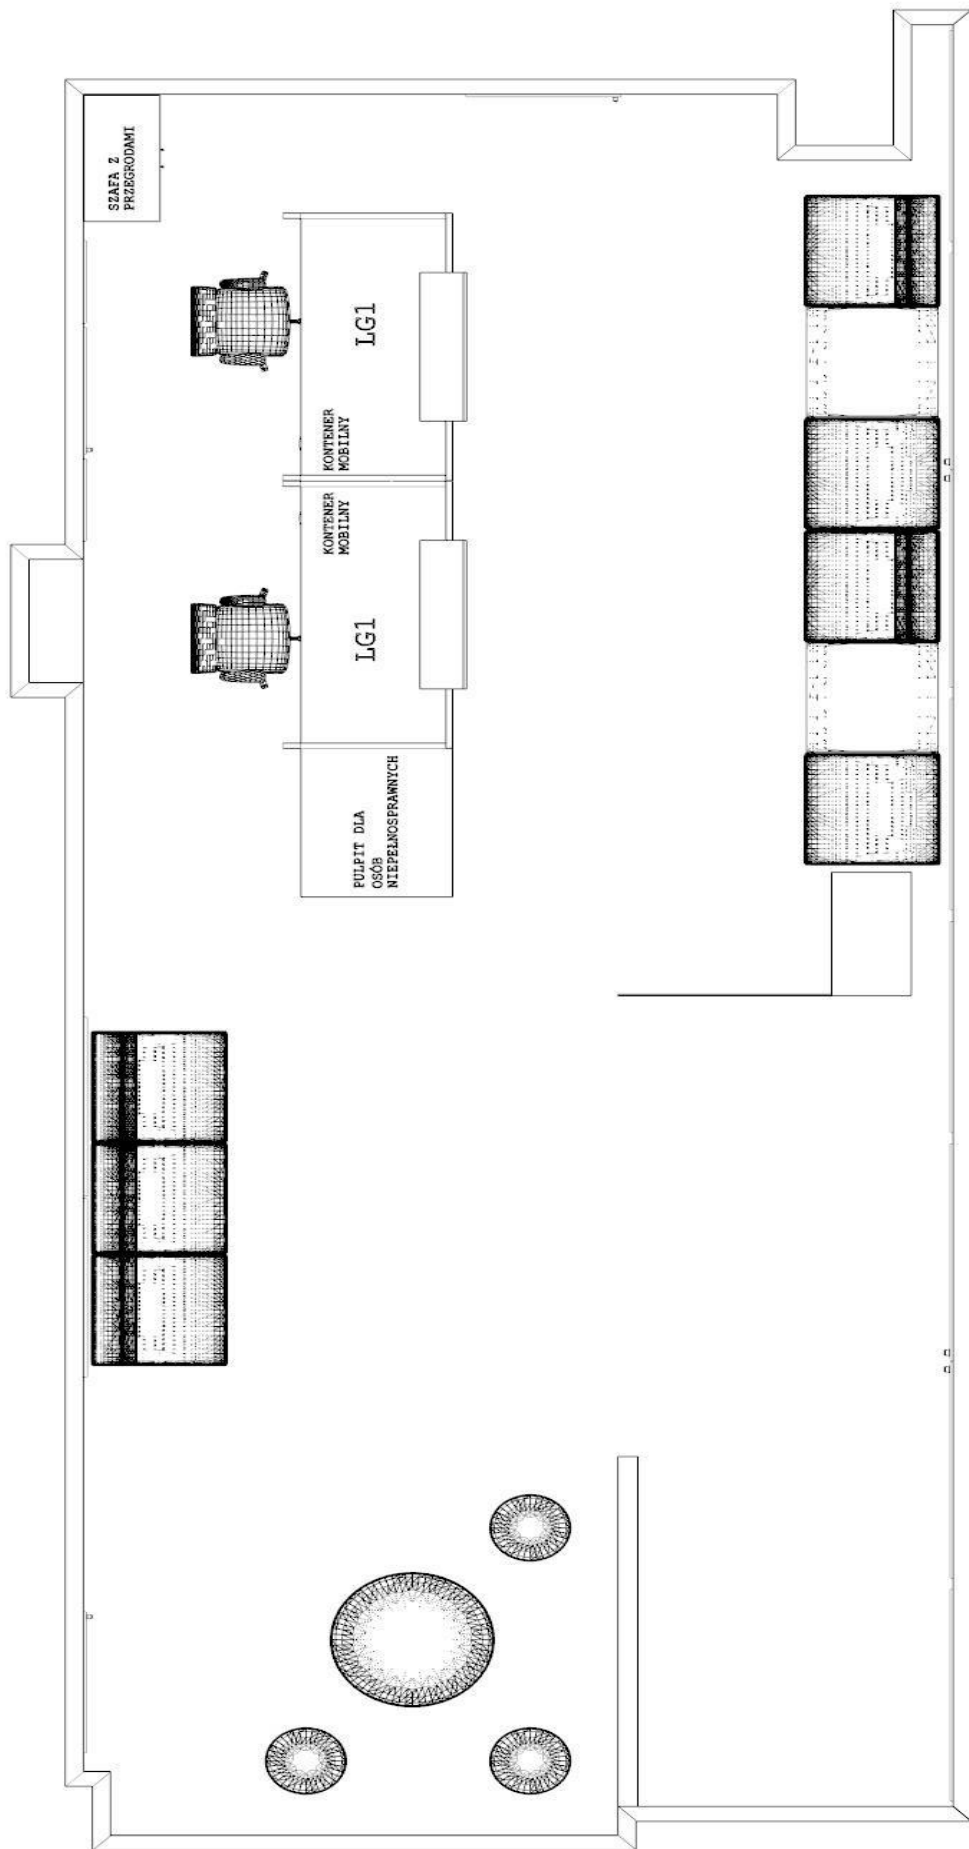 SZAFA Z
PRZEGRODAMI
LG1
KONTENER
MOBILNY
KONTENER
MOBILNY
LG1
PULPIT DLA
OSÓB
NIEPEŁNOSPRAWNYCH